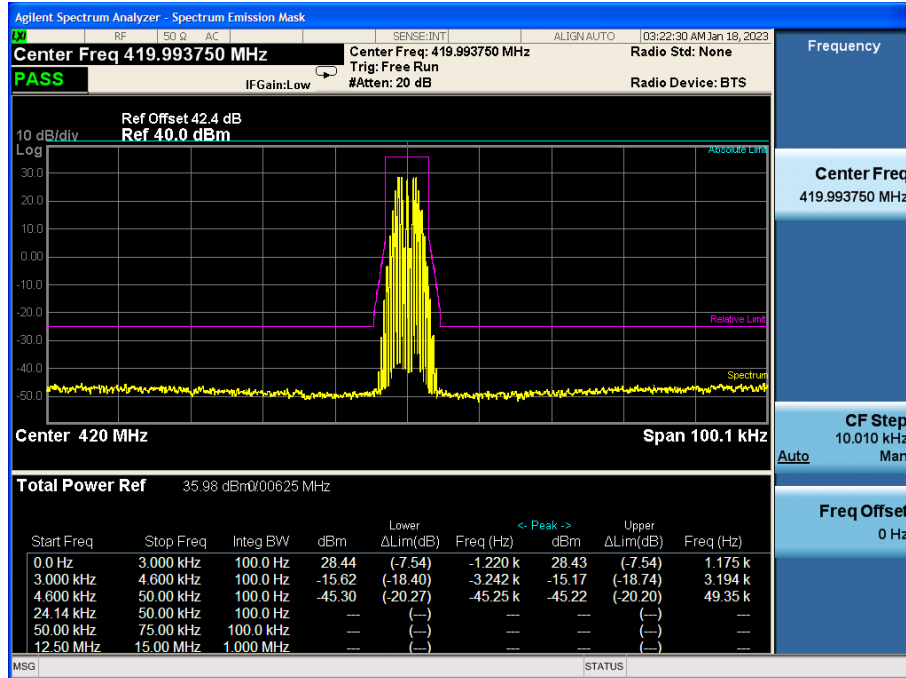 Agilent Spectrum Analyzer - Spectrum Emission Mask
LXI RF 50 Ω AC SENSE:INT ALIGN AUTO 03:22:30 AM Jan 18, 2023
Center Freq 419.993750 MHz Center Freq: 419.993750 MHz Radio Std: None
Trig: Free Run
PASS IFGain:Low #Atten: 20 dB Radio Device: BTS
Frequency
Ref Offset 42.4 dB
10 dB/div Ref 40.0 dBm
Log
Absolute Limit
30.0
20.0
10.0
0.00
-10.0
-20.0
Relative Limit
-30.0
-40.0
Spectrum
-50.0
Center 420 MHz Span 100.1 kHz
Center Freq
419.993750 MHz
CF Step
10.010 kHz
Auto Man
Freq Offset
0 Hz
Total Power Ref 35.98 dBm/0.00625 MHz
Lower <- Peak -> Upper
Start Freq Stop Freq Integ BW dBm ΔLim(dB) Freq (Hz) dBm ΔLim(dB) Freq (Hz)
0.0 Hz 3.000 kHz 100.0 Hz 28.44 (-7.54) -1.220 k 28.43 (-7.54) 1.175 k
3.000 kHz 4.600 kHz 100.0 Hz -15.62 (-18.40) -3.242 k -15.17 (-18.74) 3.194 k
4.600 kHz 50.00 kHz 100.0 Hz -45.30 (-20.27) -45.25 k -45.22 (-20.20) 49.35 k
24.14 kHz 50.00 kHz 100.0 Hz --- (---) --- --- (---) ---
50.00 kHz 75.00 kHz 100.0 kHz --- (---) --- --- (---) ---
12.50 MHz 15.00 MHz 1.000 MHz --- (---) --- --- (---) ---
MSG STATUS